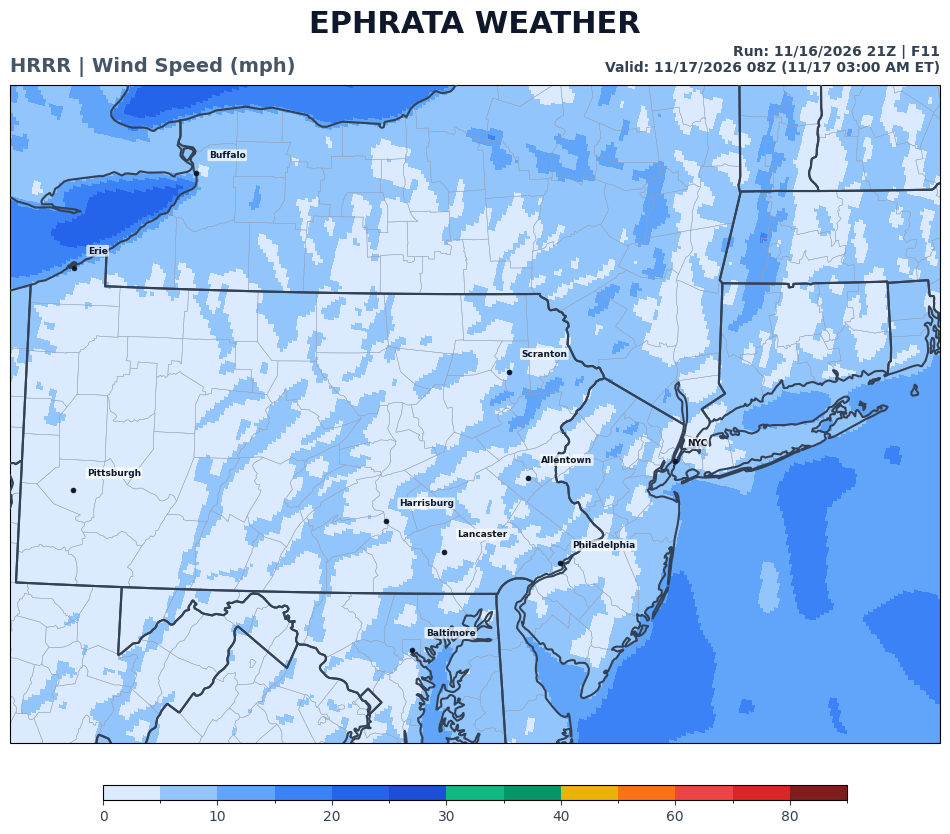 EPHRATA WEATHER
HRRR | Wind Speed (mph)
Run: 11/16/2026 21Z | F11
Valid: 11/17/2026 08Z (11/17 03:00 AM ET)
Buffalo
Erie
Scranton
NYC
Allentown
Pittsburgh
Harrisburg
Lancaster
Philadelphia
Baltimore
0 10 20 30 40 50 60 70 80